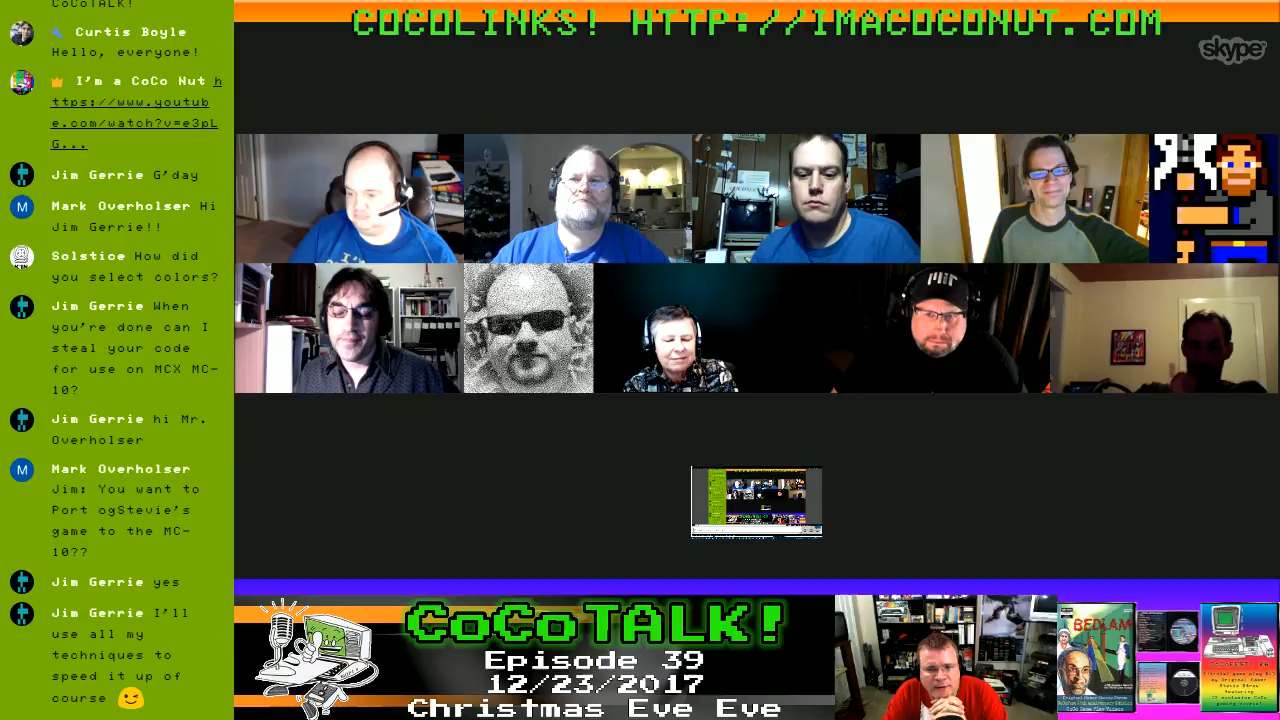 CoCoTALK!
Curtis Boyle
Hello, everyone!
I'm a CoCo Nut h
ttps://www.youtub
e.com/watch?v=e3pL
G...
Jim Gerrie G'day
Mark Overholser Hi
Jim Gerrie!!
Solstice How did
you select colors?
Jim Gerrie When
you're done can I
steal your code
for use on MCX MC-
10?
Jim Gerrie hi Mr.
Overholser
M
Mark Overholser
Jim: You want to
Port ogStevie's
game to the MC-
10??
Jim Gerrie yes
Jim Gerrie I'll
use all my
techniques to
speed it up of
course
COCOLINKS! HTTP://IMACOCONUT.COM
skype
MIT
CoCoTALK!
Episode 39
12/23/2017
Christmas Eve Eve
BEDLAM